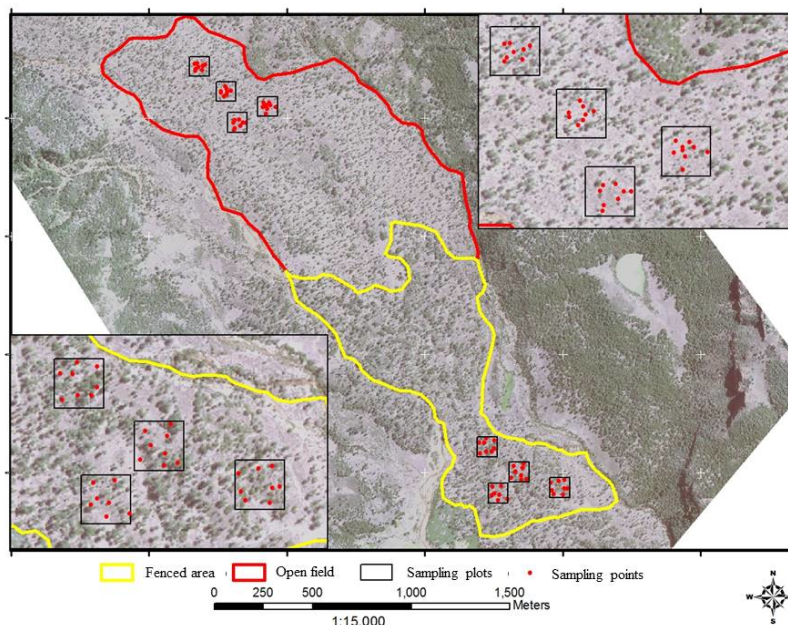 Fenced area
Open field
Sampling plots
Sampling points
0 250 500 1,000 1,500
Meters
1:15,000
N
W E
S